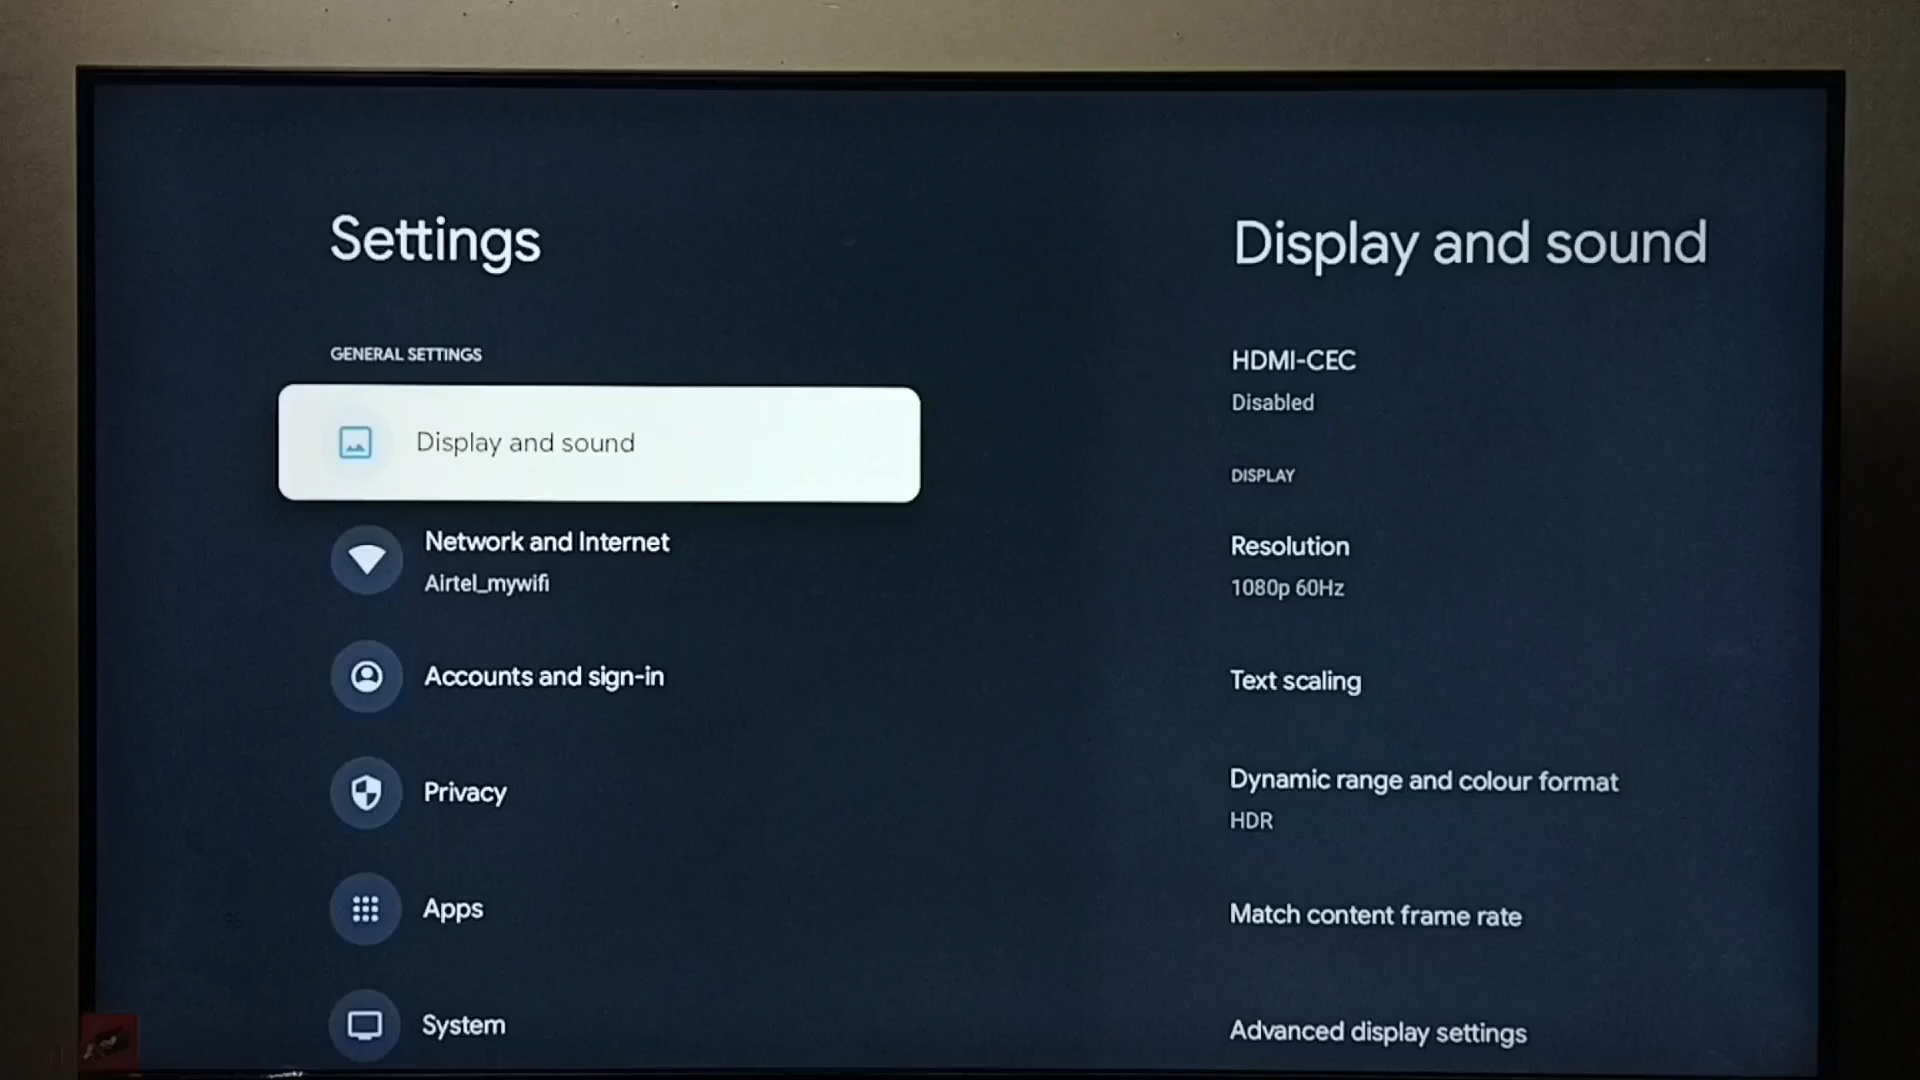 Settings
GENERAL SETTINGS
Display and sound
Network and Internet
Airtel_mywifi
Accounts and sign-in
Privacy
Apps
System
Display and sound
HDMI-CEC
Disabled
DISPLAY
Resolution
1080p 60Hz
Text scaling
Dynamic range and colour format
HDR
Match content frame rate
Advanced display settings